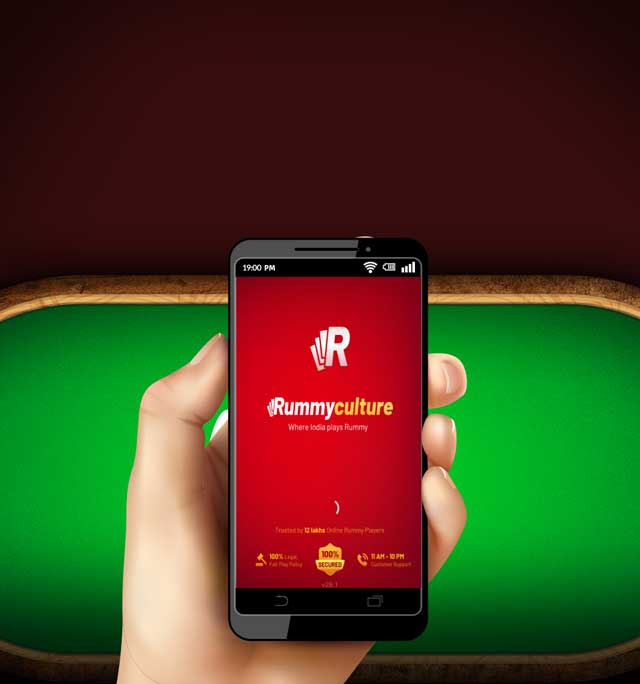 19:00 PM
R
Rummyculture
Where India plays Rummy
Trusted by 12 lakhs Online Rummy Players
100% Legal,
Fair Play Policy
100%
SECURED
11 AM - 10 PM
Customer Support
v28.1